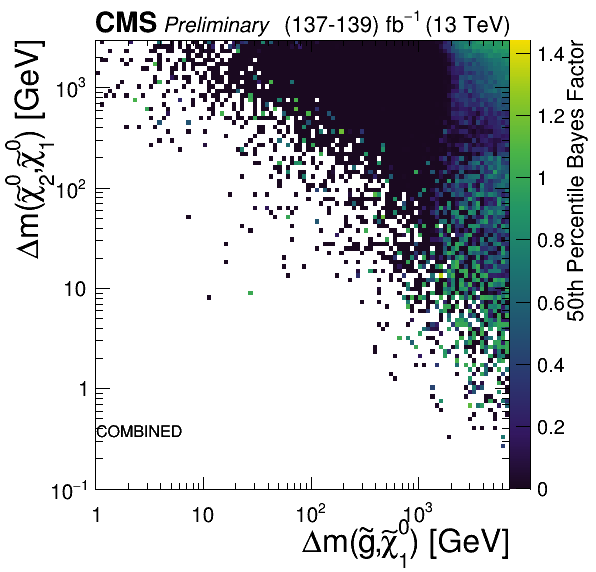 CMS Preliminary (137-139) fb⁻¹ (13 TeV)
Δm(χ̃⁰₂,χ̃⁰₁) [GeV]
10³
10²
10
1
10⁻¹
COMBINED
1 10 10² 10³
Δm(g̃,χ̃⁰₁) [GeV]
1.4
1.2
1
0.8
0.6
0.4
0.2
0
50th Percentile Bayes Factor